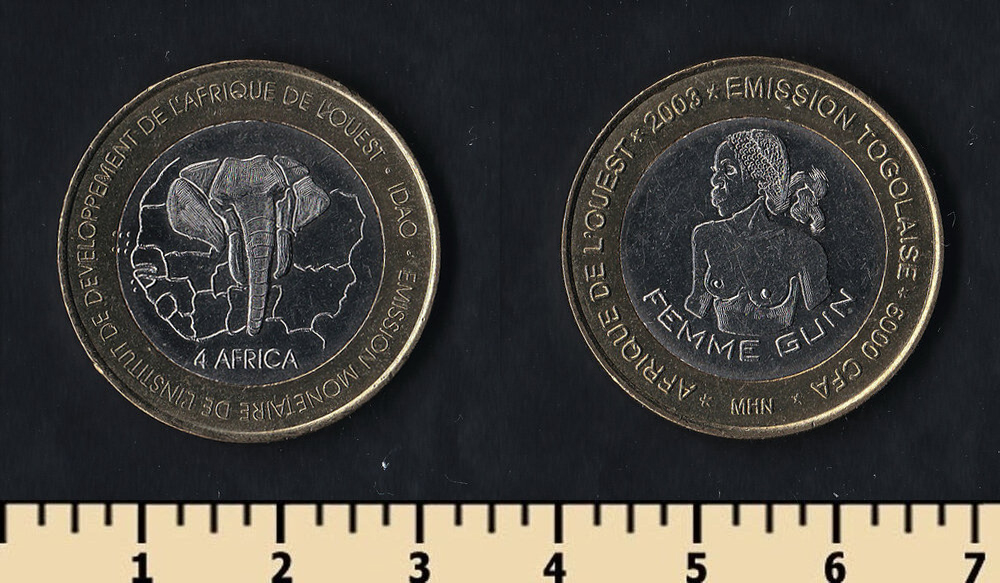 EMISSION MONETAIRE DE L'INSTITUT DE DEVELOPPEMENT DE L'AFRIQUE DE L'OUEST · IDAO ·
4 AFRICA
AFRIQUE DE L'OUEST * 2003 * EMISSION TOGOLAISE * 6000 CFA *
MHN *
FEMME GUIN
1 2 3 4 5 6 7